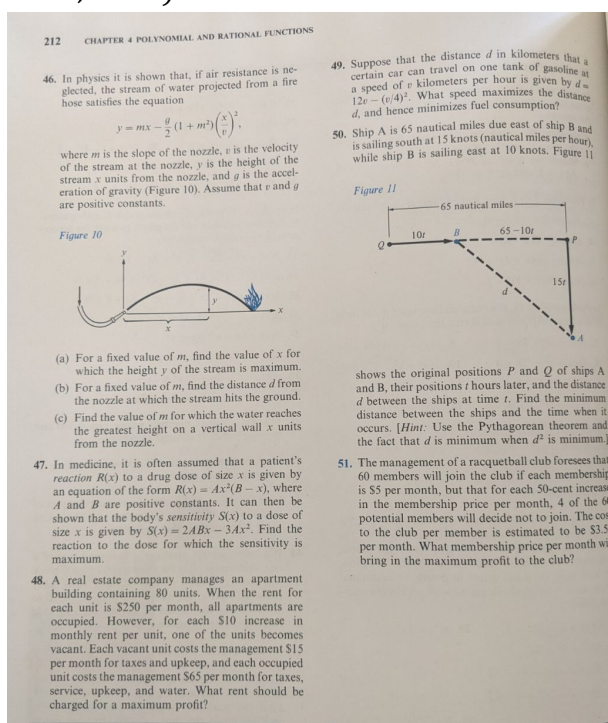 212 CHAPTER 4 POLYNOMIAL AND RATIONAL FUNCTIONS
46. In physics it is shown that, if air resistance is ne-
glected, the stream of water projected from a fire
hose satisfies the equation
y = mx − g/2 (1 + m²)(x/v)²,
where m is the slope of the nozzle, v is the velocity
of the stream at the nozzle, y is the height of the
stream x units from the nozzle, and g is the accel-
eration of gravity (Figure 10). Assume that v and g
are positive constants.
Figure 10
y
y
x
x
(a) For a fixed value of m, find the value of x for
which the height y of the stream is maximum.
(b) For a fixed value of m, find the distance d from
the nozzle at which the stream hits the ground.
(c) Find the value of m for which the water reaches
the greatest height on a vertical wall x units
from the nozzle.
47. In medicine, it is often assumed that a patient's
reaction R(x) to a drug dose of size x is given by
an equation of the form R(x) = Ax²(B − x), where
A and B are positive constants. It can then be
shown that the body's sensitivity S(x) to a dose of
size x is given by S(x) = 2ABx − 3Ax². Find the
reaction to the dose for which the sensitivity is
maximum.
48. A real estate company manages an apartment
building containing 80 units. When the rent for
each unit is $250 per month, all apartments are
occupied. However, for each $10 increase in
monthly rent per unit, one of the units becomes
vacant. Each vacant unit costs the management $15
per month for taxes and upkeep, and each occupied
unit costs the management $65 per month for taxes,
service, upkeep, and water. What rent should be
charged for a maximum profit?
49. Suppose that the distance d in kilometers that a
certain car can travel on one tank of gasoline at
a speed of v kilometers per hour is given by d =
12v − (v/4)². What speed maximizes the distance
d, and hence minimizes fuel consumption?
50. Ship A is 65 nautical miles due east of ship B and
is sailing south at 15 knots (nautical miles per hour),
while ship B is sailing east at 10 knots. Figure 11
Figure 11
65 nautical miles
10t B 65 − 10t
Q P
15t
d
A
shows the original positions P and Q of ships A
and B, their positions t hours later, and the distance
d between the ships at time t. Find the minimum
distance between the ships and the time when it
occurs. [Hint: Use the Pythagorean theorem and
the fact that d is minimum when d² is minimum.]
51. The management of a racquetball club foresees that
60 members will join the club if each membership
is $5 per month, but that for each 50-cent increase
in the membership price per month, 4 of the 6
potential members will decide not to join. The cos
to the club per member is estimated to be $3.5
per month. What membership price per month wi
bring in the maximum profit to the club?